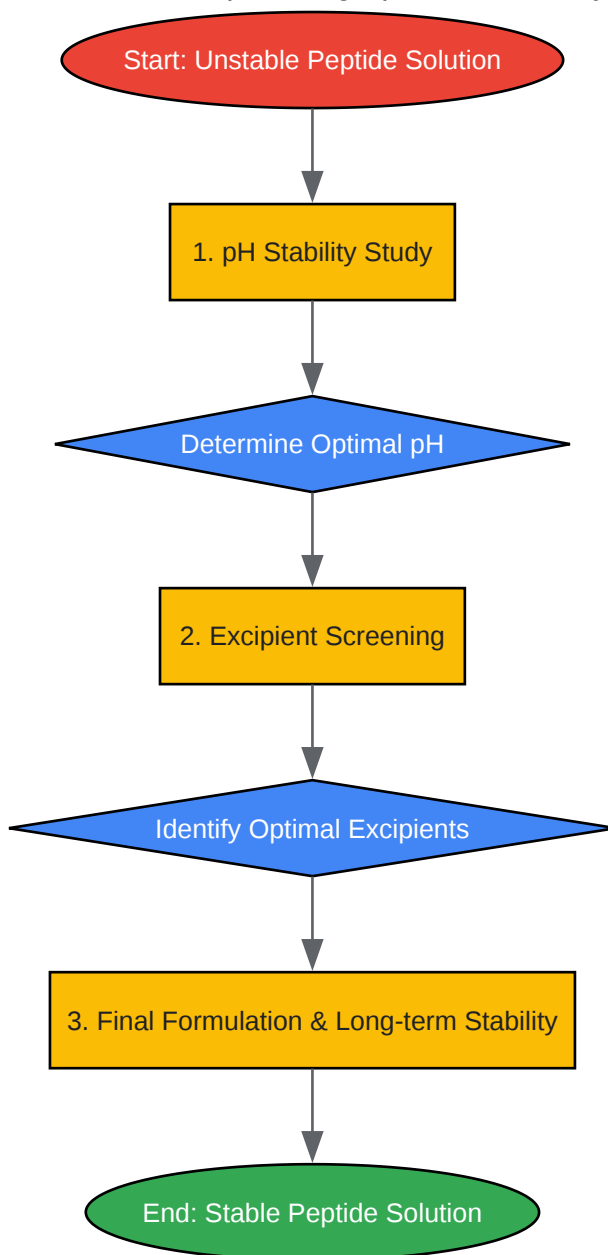 Start: Unstable Peptide Solution
1. pH Stability Study
Determine Optimal pH
2. Excipient Screening
Identify Optimal Excipients
3. Final Formulation & Long-term Stability
End: Stable Peptide Solution